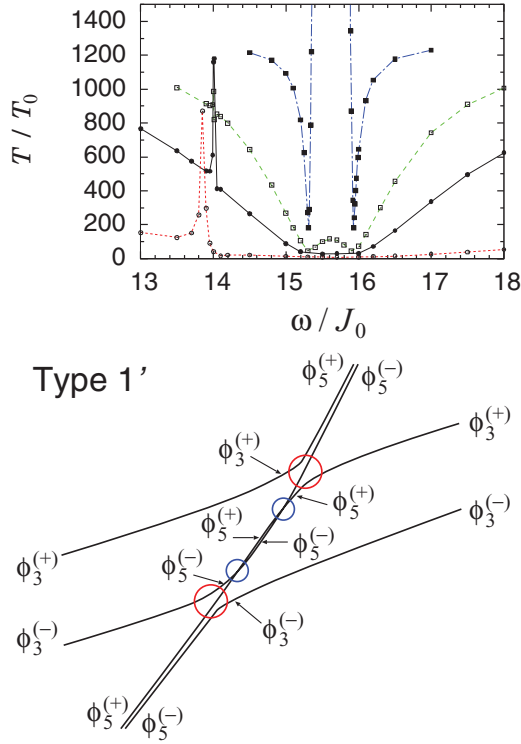 1400
1200
1000
800
600
400
200
0
T / T₀
13 14 15 16 17 18
ω / J₀
Type 1′
ϕ₅⁽⁺⁾ ϕ₅⁽⁻⁾
ϕ₃⁽⁺⁾
ϕ₃⁽⁺⁾
ϕ₅⁽⁺⁾
ϕ₃⁽⁻⁾
ϕ₅⁽⁺⁾
ϕ₅⁽⁻⁾
ϕ₅⁽⁻⁾
ϕ₃⁽⁺⁾
ϕ₃⁽⁻⁾
ϕ₃⁽⁻⁾
ϕ₅⁽⁺⁾ ϕ₅⁽⁻⁾